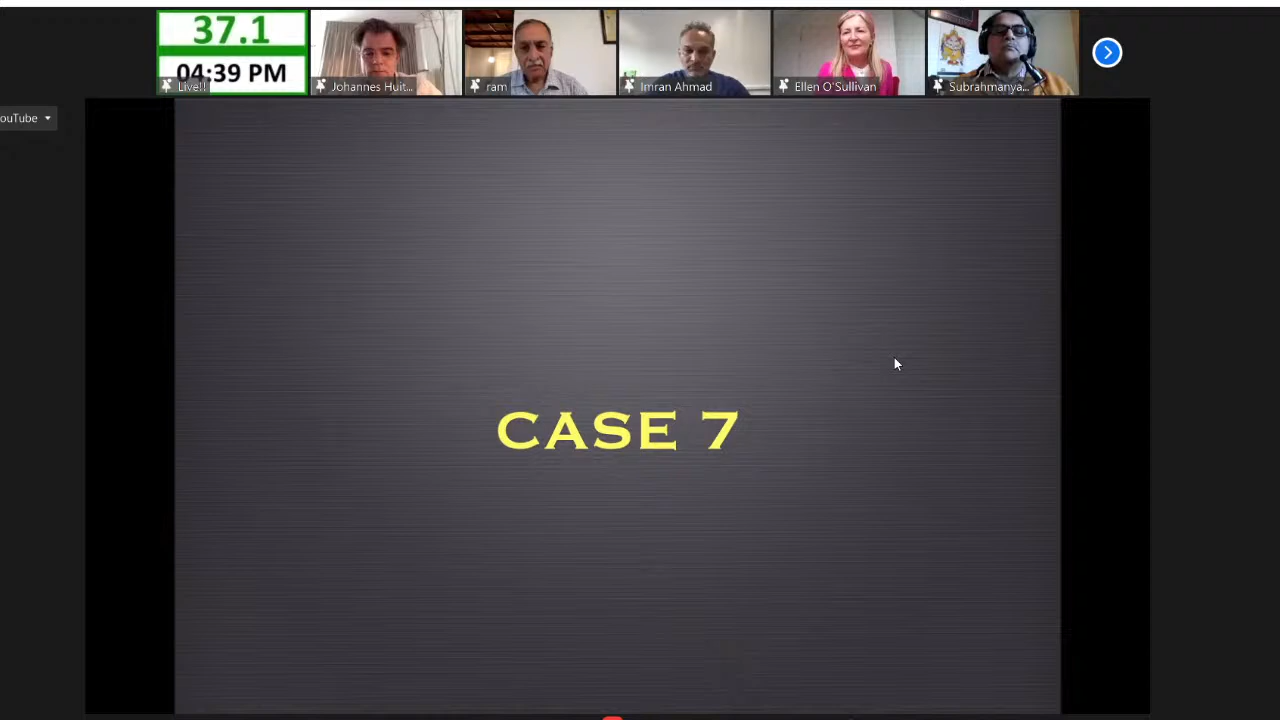 37.1
04:39 PM
Live!!
Johannes Huit...
ram
Imran Ahmad
Ellen O'Sullivan
Subrahmanya...
ouTube
CASE 7